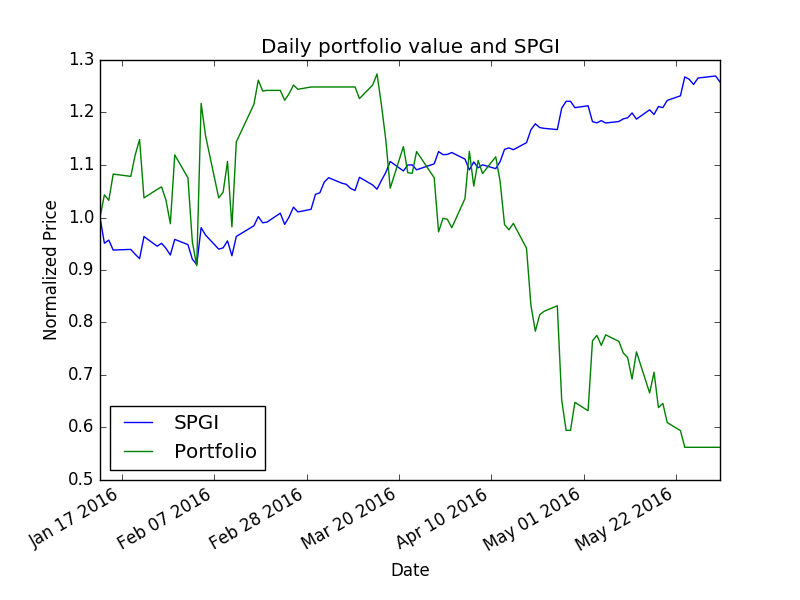 Daily portfolio value and SPGI
1.3
1.2
1.1
1.0
0.9
0.8
0.7
0.6
0.5
Normalized Price
SPGI
Portfolio
Jan 17 2016
Feb 07 2016
Feb 28 2016
Mar 20 2016
Apr 10 2016
May 01 2016
May 22 2016
Date